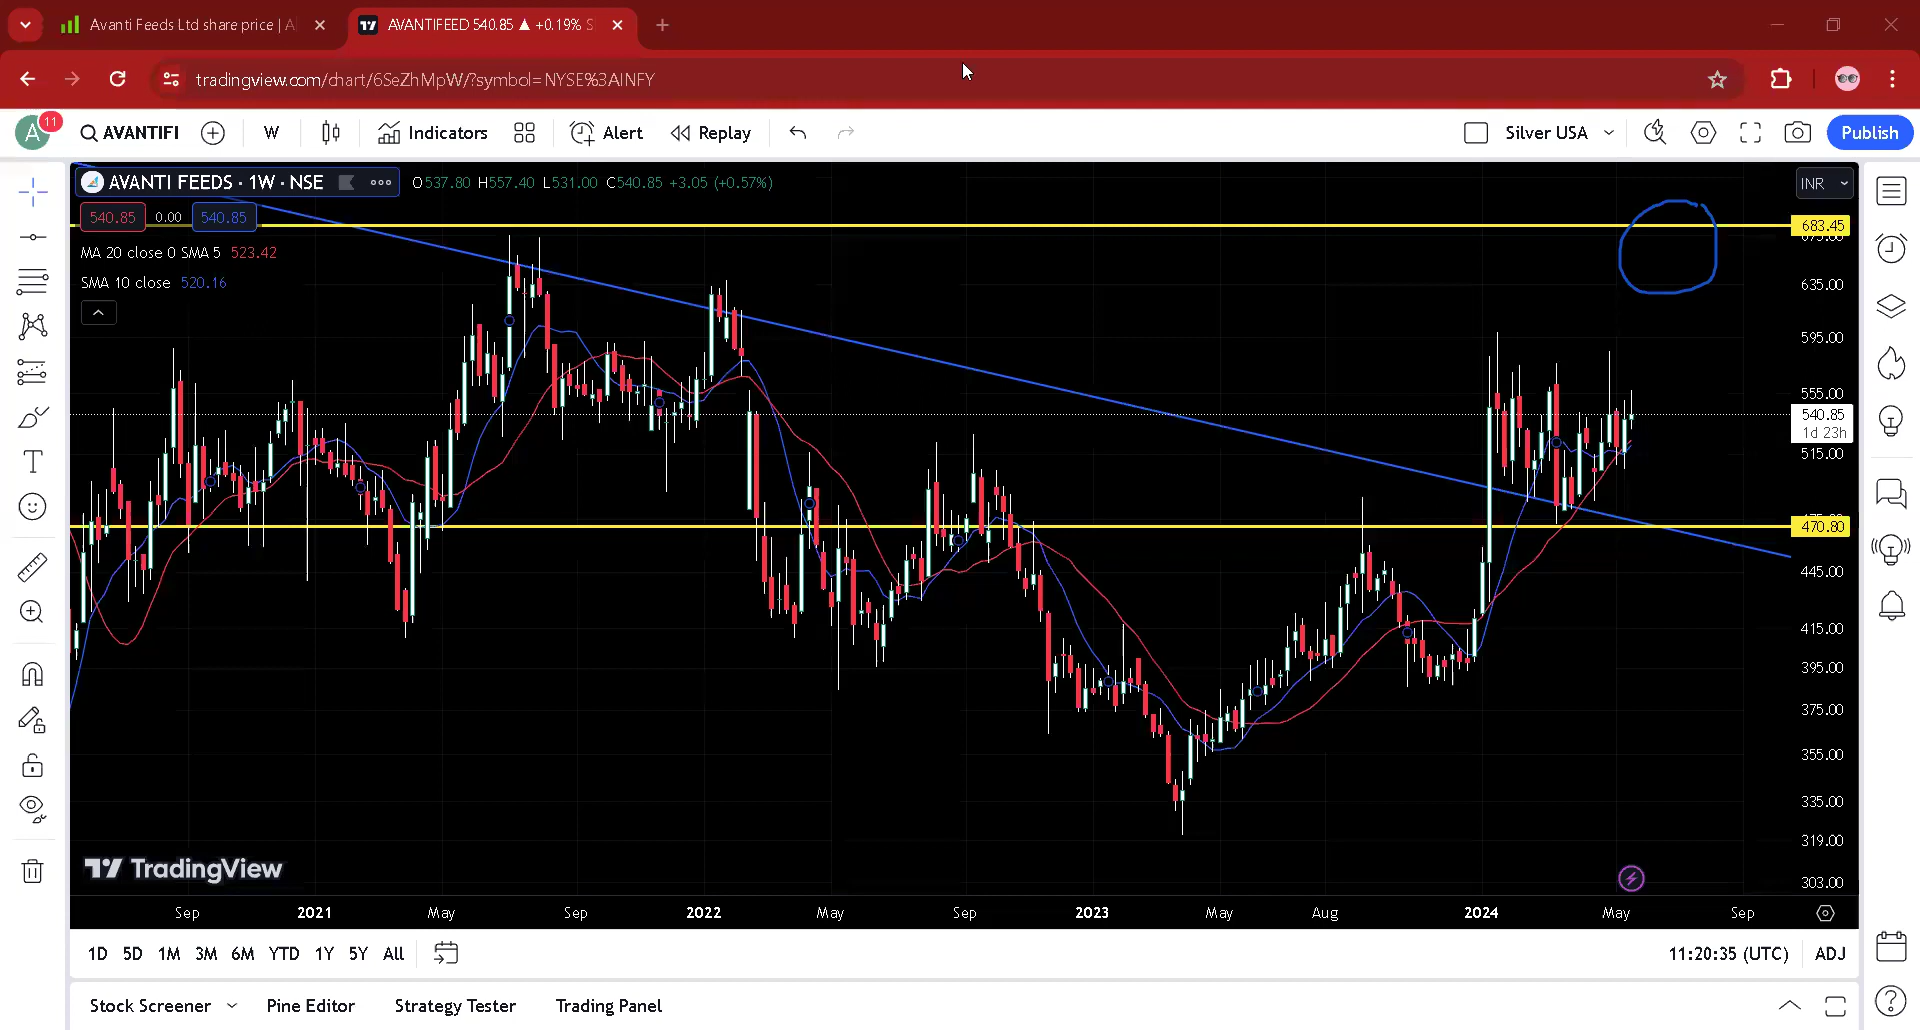 Avanti Feeds Ltd share price | A
AVANTIFEED 540.85 ▲ +0.19% S
tradingview.com/chart/6SeZhMpW/?symbol=NYSE%3AINFY
A 11 AVANTIFI W Indicators Alert Replay Silver USA Publish
AVANTI FEEDS · 1W · NSE O537.80 H557.40 L531.00 C540.85 +3.05 (+0.57%) INR
540.85 0.00 540.85
MA 20 close 0 SMA 5 523.42
SMA 10 close 520.16
683.45
675.00
635.00
595.00
555.00
540.85
1d 23h
515.00
470.80
445.00
415.00
395.00
375.00
355.00
335.00
319.00
303.00
TradingView
Sep 2021 May Sep 2022 May Sep 2023 May Aug 2024 May Sep
1D 5D 1M 3M 6M YTD 1Y 5Y All 11:20:35 (UTC) ADJ
Stock Screener Pine Editor Strategy Tester Trading Panel